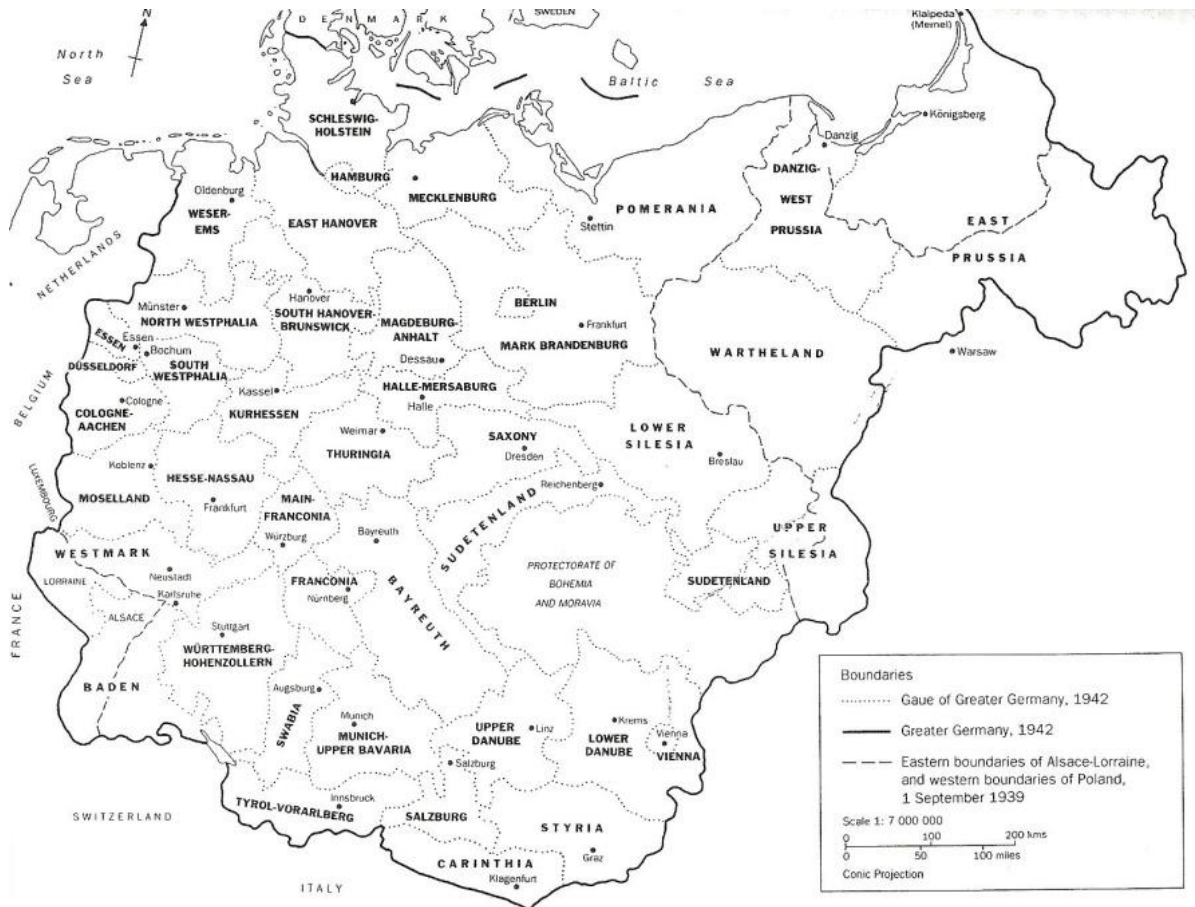 DENMARK
SWEDEN
Klaipeda
(Memel)
N
North
Sea
Baltic Sea
SCHLESWIG-
HOLSTEIN
Königsberg
Danzig
HAMBURG
MECKLENBURG
DANZIG-
WEST
PRUSSIA
Oldenburg
WESER-
EMS
EAST HANOVER
POMERANIA
Stettin
EAST
PRUSSIA
NETHERLANDS
Münster
NORTH WESTPHALIA
Hanover
SOUTH HANOVER-
BRUNSWICK
MAGDEBURG-
ANHALT
BERLIN
Frankfurt
MARK BRANDENBURG
ESSEN
Essen
Bochum
DÜSSELDORF
SOUTH
WESTPHALIA
Dessau
WARTHELAND
Warsaw
BELGIUM
Cologne
COLOGNE-
AACHEN
Kassel
KURHESSEN
HALLE-MERSABURG
Halle
Weimar
THURINGIA
SAXONY
Dresden
LOWER
SILESIA
Breslau
Koblenz
HESSE-NASSAU
Frankfurt
LUXEMBOURG
MOSELLAND
MAIN-
FRANCONIA
Würzburg
Bayreuth
Reichenberg
SUDETENLAND
UPPER
SILESIA
WESTMARK
Neustadt
LORRAINE
Karlsruhe
FRANCONIA
Nürnberg
BAYREUTH
PROTECTORATE
OF
BOHEMIA
AND MORAVIA
SUDETENLAND
FRANCE
ALSACE
Stuttgart
WÜRTTEMBERG-
HOHENZOLLERN
BADEN
Augsburg
SWABIA
Munich
MUNICH-
UPPER BAVARIA
UPPER
DANUBE
Linz
Krems
LOWER
DANUBE
Vienna
VIENNA
Salzburg
Innsbruck
TYROL-VORARLBERG
SALZBURG
SWITZERLAND
STYRIA
Graz
CARINTHIA
Klagenfurt
ITALY
Boundaries
Gaue of Greater Germany, 1942
Greater Germany, 1942
Eastern boundaries of Alsace-Lorraine,
and western boundaries of Poland,
1 September 1939
Scale 1: 7 000 000
0 100 200 kms
0 50 100 miles
Conic Projection